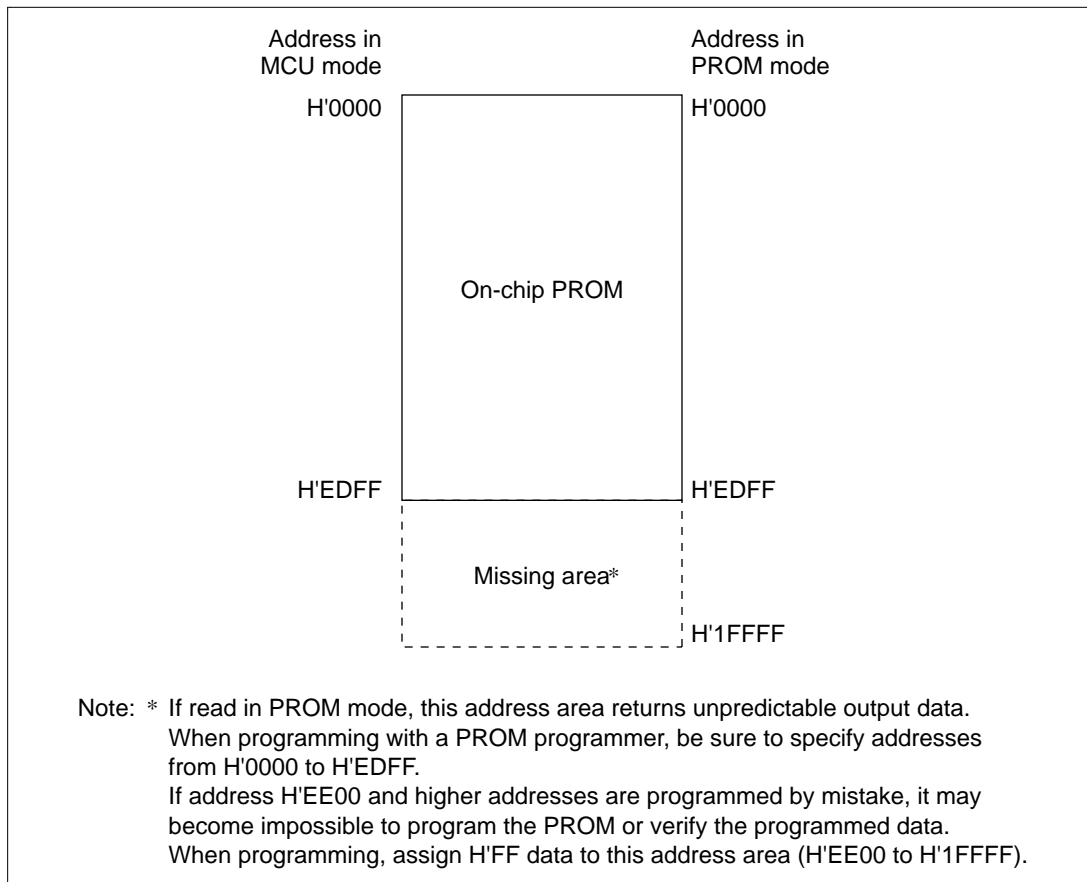 Address in
MCU mode
Address in
PROM mode
H'0000
H'0000
On-chip PROM
H'EDFF
H'EDFF
Missing area*
H'1FFFF
Note: * If read in PROM mode, this address area returns unpredictable output data.
When programming with a PROM programmer, be sure to specify addresses
from H'0000 to H'EDFF.
If address H'EE00 and higher addresses are programmed by mistake, it may
become impossible to program the PROM or verify the programmed data.
When programming, assign H'FF data to this address area (H'EE00 to H'1FFFF).